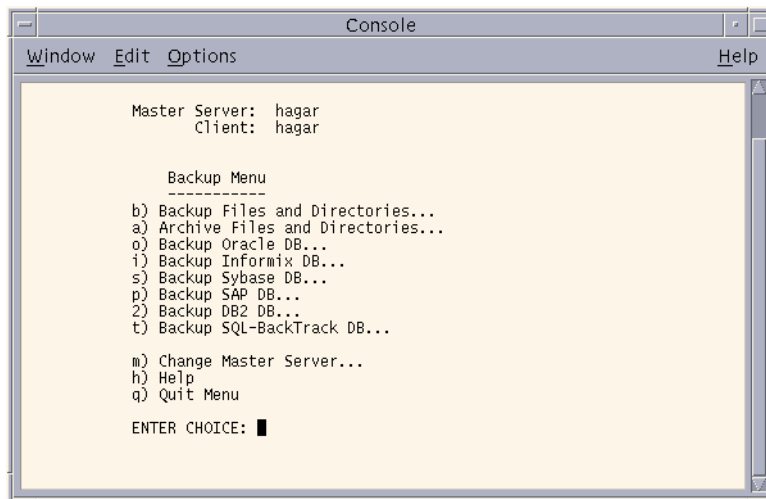 Console
Window Edit Options Help
Master Server: hagar
Client: hagar
Backup Menu
-----------
b) Backup Files and Directories...
a) Archive Files and Directories...
o) Backup Oracle DB...
i) Backup Informix DB...
s) Backup Sybase DB...
p) Backup SAP DB...
2) Backup DB2 DB...
t) Backup SQL-BackTrack DB...
m) Change Master Server...
h) Help
q) Quit Menu
ENTER CHOICE: